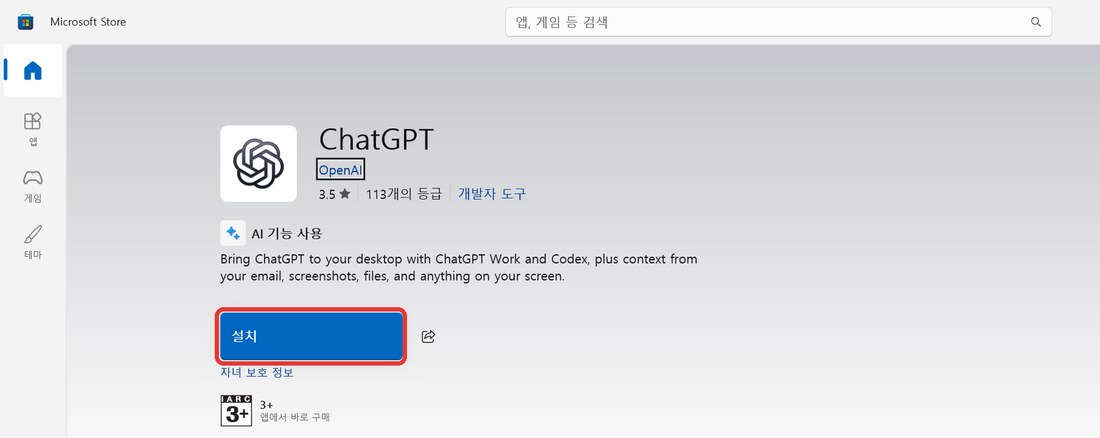 Microsoft Store
앱, 게임 등 검색
앱
게임
테마
ChatGPT
OpenAI
3.5 ★ 113개의 등급 개발자 도구
AI 기능 사용
Bring ChatGPT to your desktop with ChatGPT Work and Codex, plus context from
your email, screenshots, files, and anything on your screen.
설치
자녀 보호 정보
IARC
3+
3+
앱에서 바로 구매